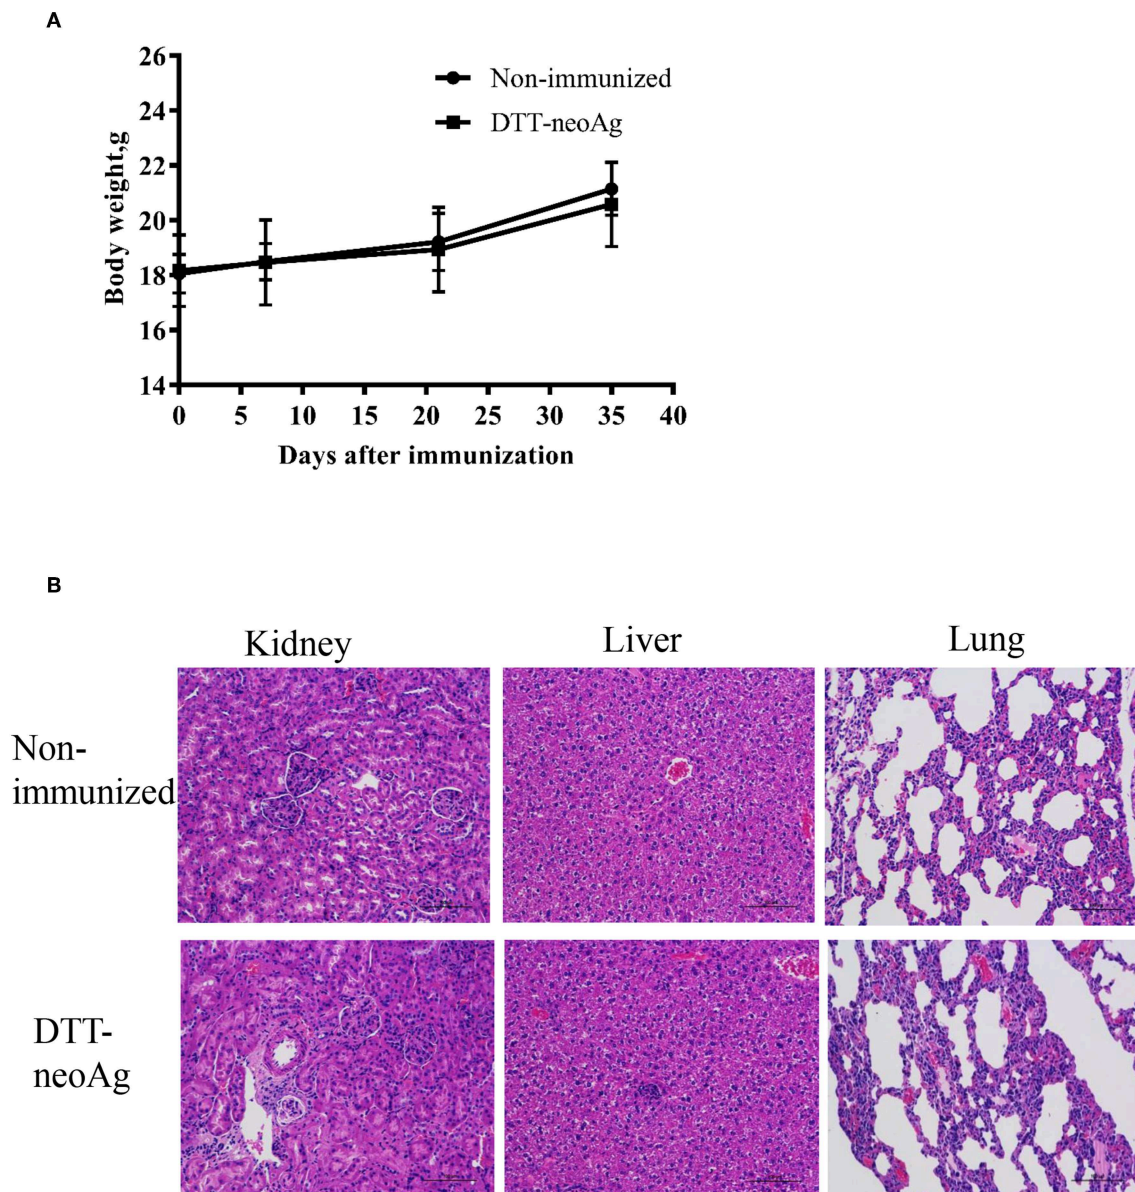 A
26
24
22
20
18
16
14
Body weight,g
Non-immunized
DTT-neoAg
0 5 10 15 20 25 30 35 40
Days after immunization
B
Kidney Liver Lung
Non-
immunized
DTT-
neoAg